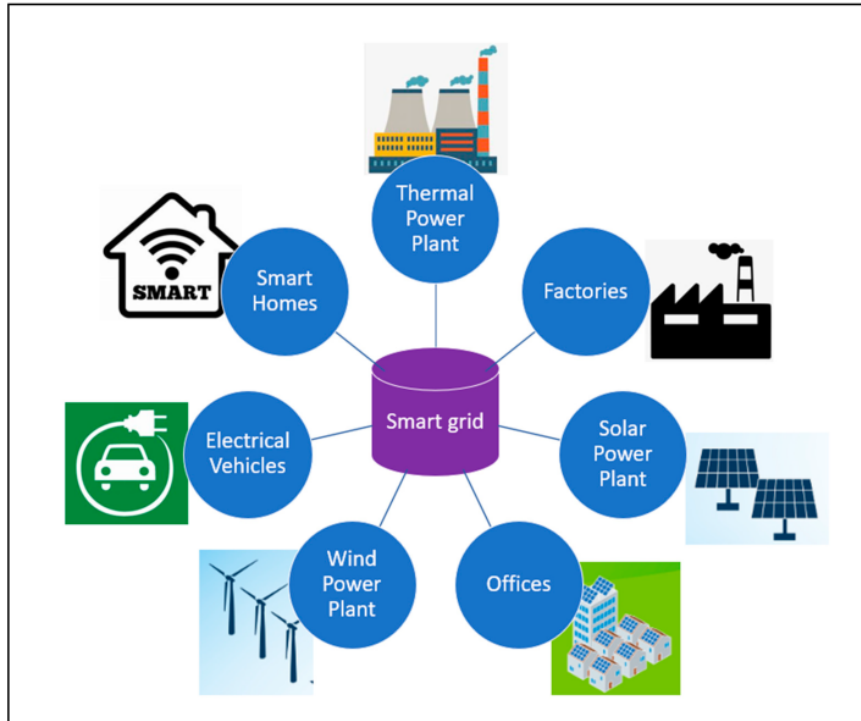 Thermal
Power
Plant
Smart
Homes
SMART
Factories
Smart grid
Electrical
Vehicles
Solar
Power
Plant
Wind
Power
Plant
Offices